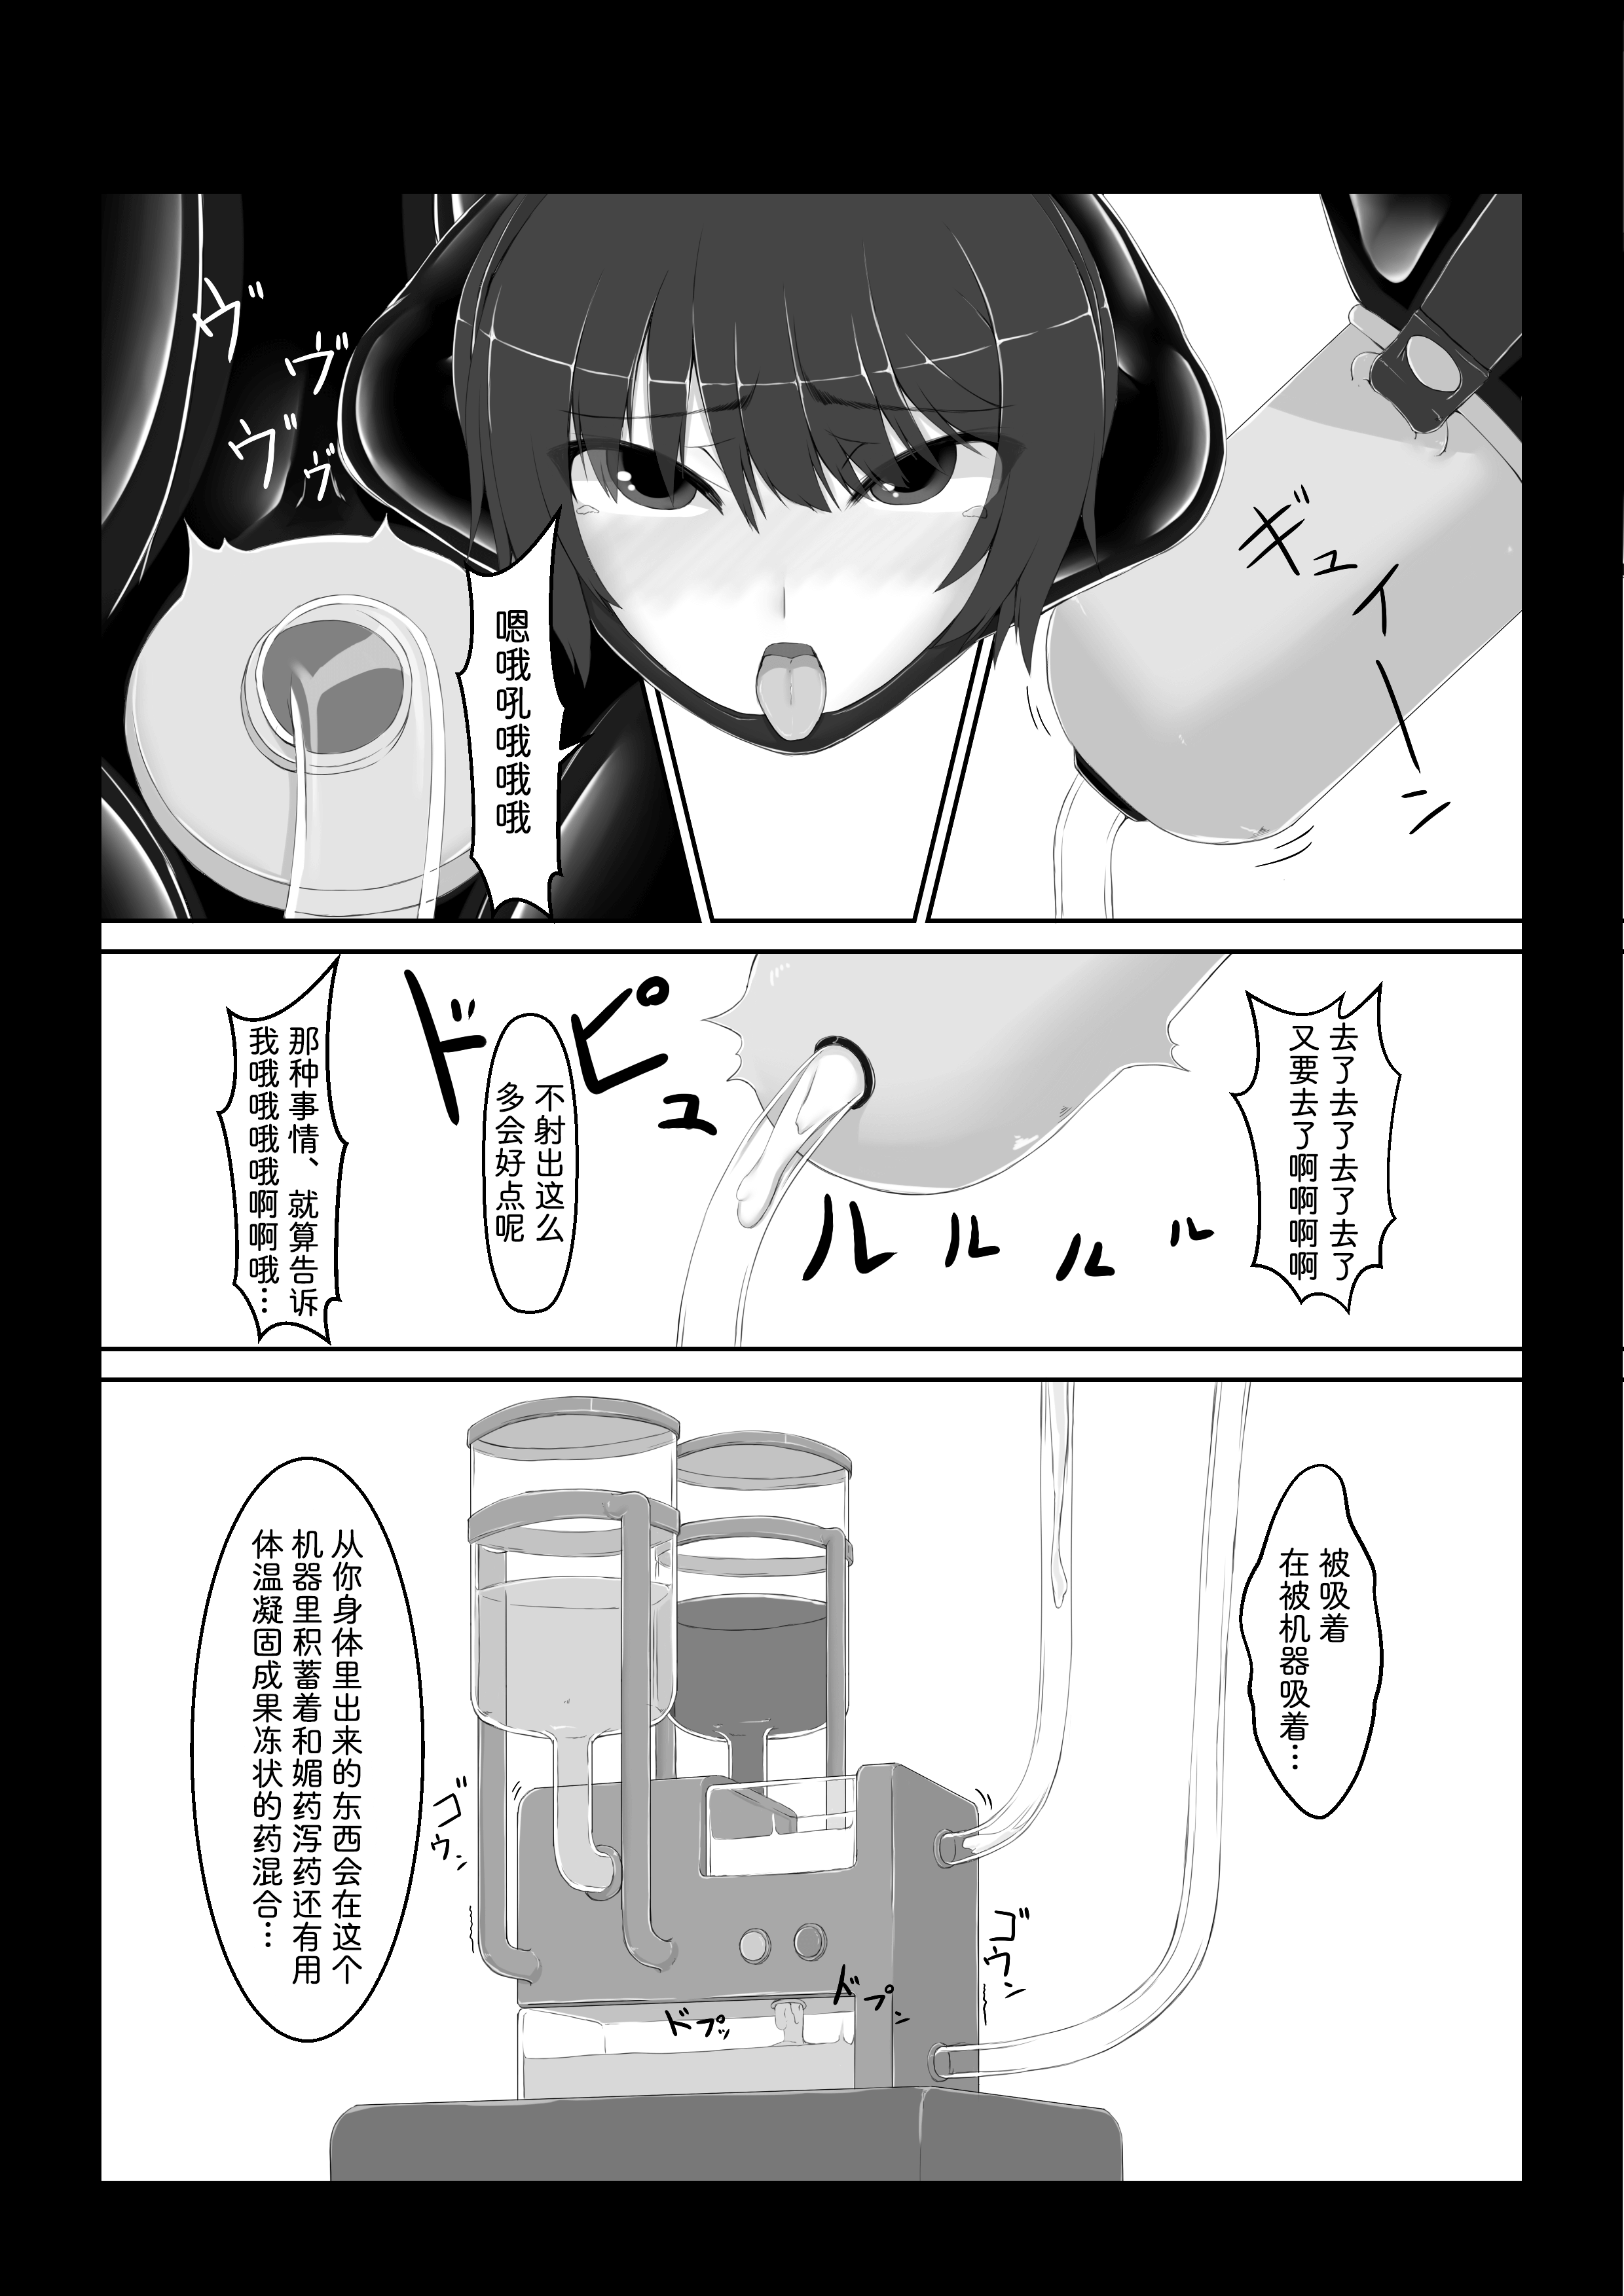 ギュイーン
ヴ
ヴ
ヴ
ヴ
嗯哦吼哦哦哦
去了去了去了去了
又要去了啊啊啊啊
ドピュルルルル
不射出这么
多会好点呢
那种事情、就算告诉
我哦哦哦哦啊啊哦…
被吸着
在被机器吸着…
从你身体里出来的东西会在这个
机器里积蓄着和媚药泻药还有用
体温凝固成果冻状的药混合…
ゴウン
ゴウン
ドプン
ドプッ